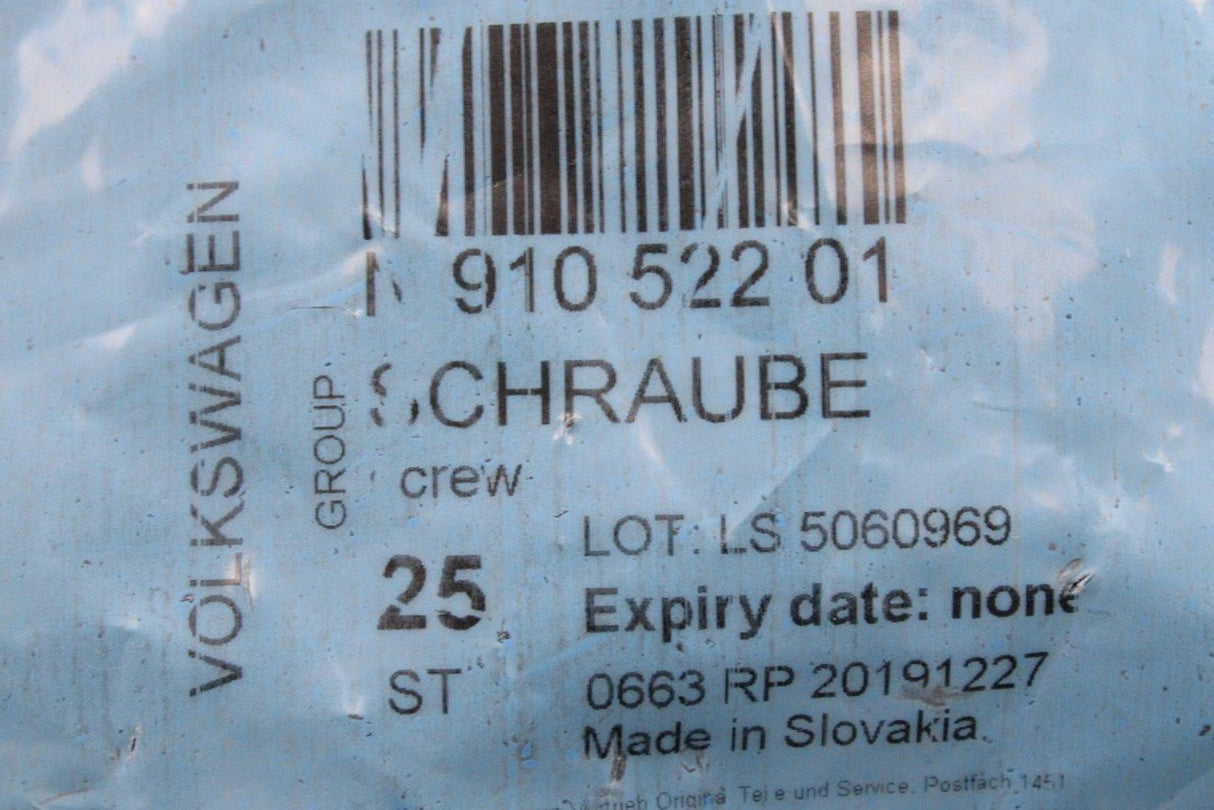 VOLKSWAGEN
GROUP
N 910 522 01
SCHRAUBE
crew
25
ST
LOT: LS 5060969
Expiry date: none
0663 RP 20191227
Made in Slovakia
und Service, Postfach 1451